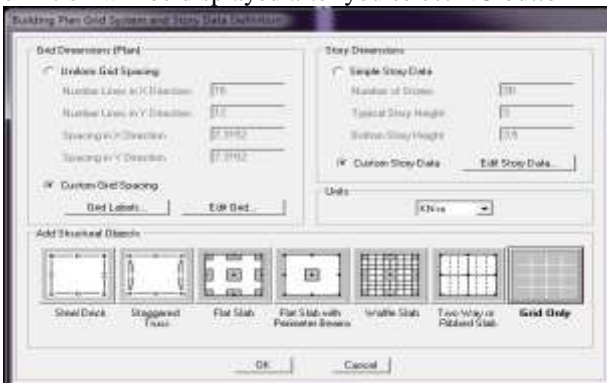 Building Plan Grid System and Story Data Definition
Grid Dimensions (Plan)
Uniform Grid Spacing
Number Lines in X Direction
Number Lines in Y Direction
Spacing in X Direction
Spacing in Y Direction
Custom Grid Spacing
Grid Labels... Edit Grid...
Story Dimensions
Simple Story Data
Number of Stories
Typical Story Height
Bottom Story Height
Custom Story Data Edit Story Data...
Units
KN-m
Add Structural Objects
Steel Deck
Staggered
Truss
Flat Slab
Flat Slab with
Perimeter Beams
Waffle Slab
Two Way or
Ribbed Slab
Grid Only
OK Cancel